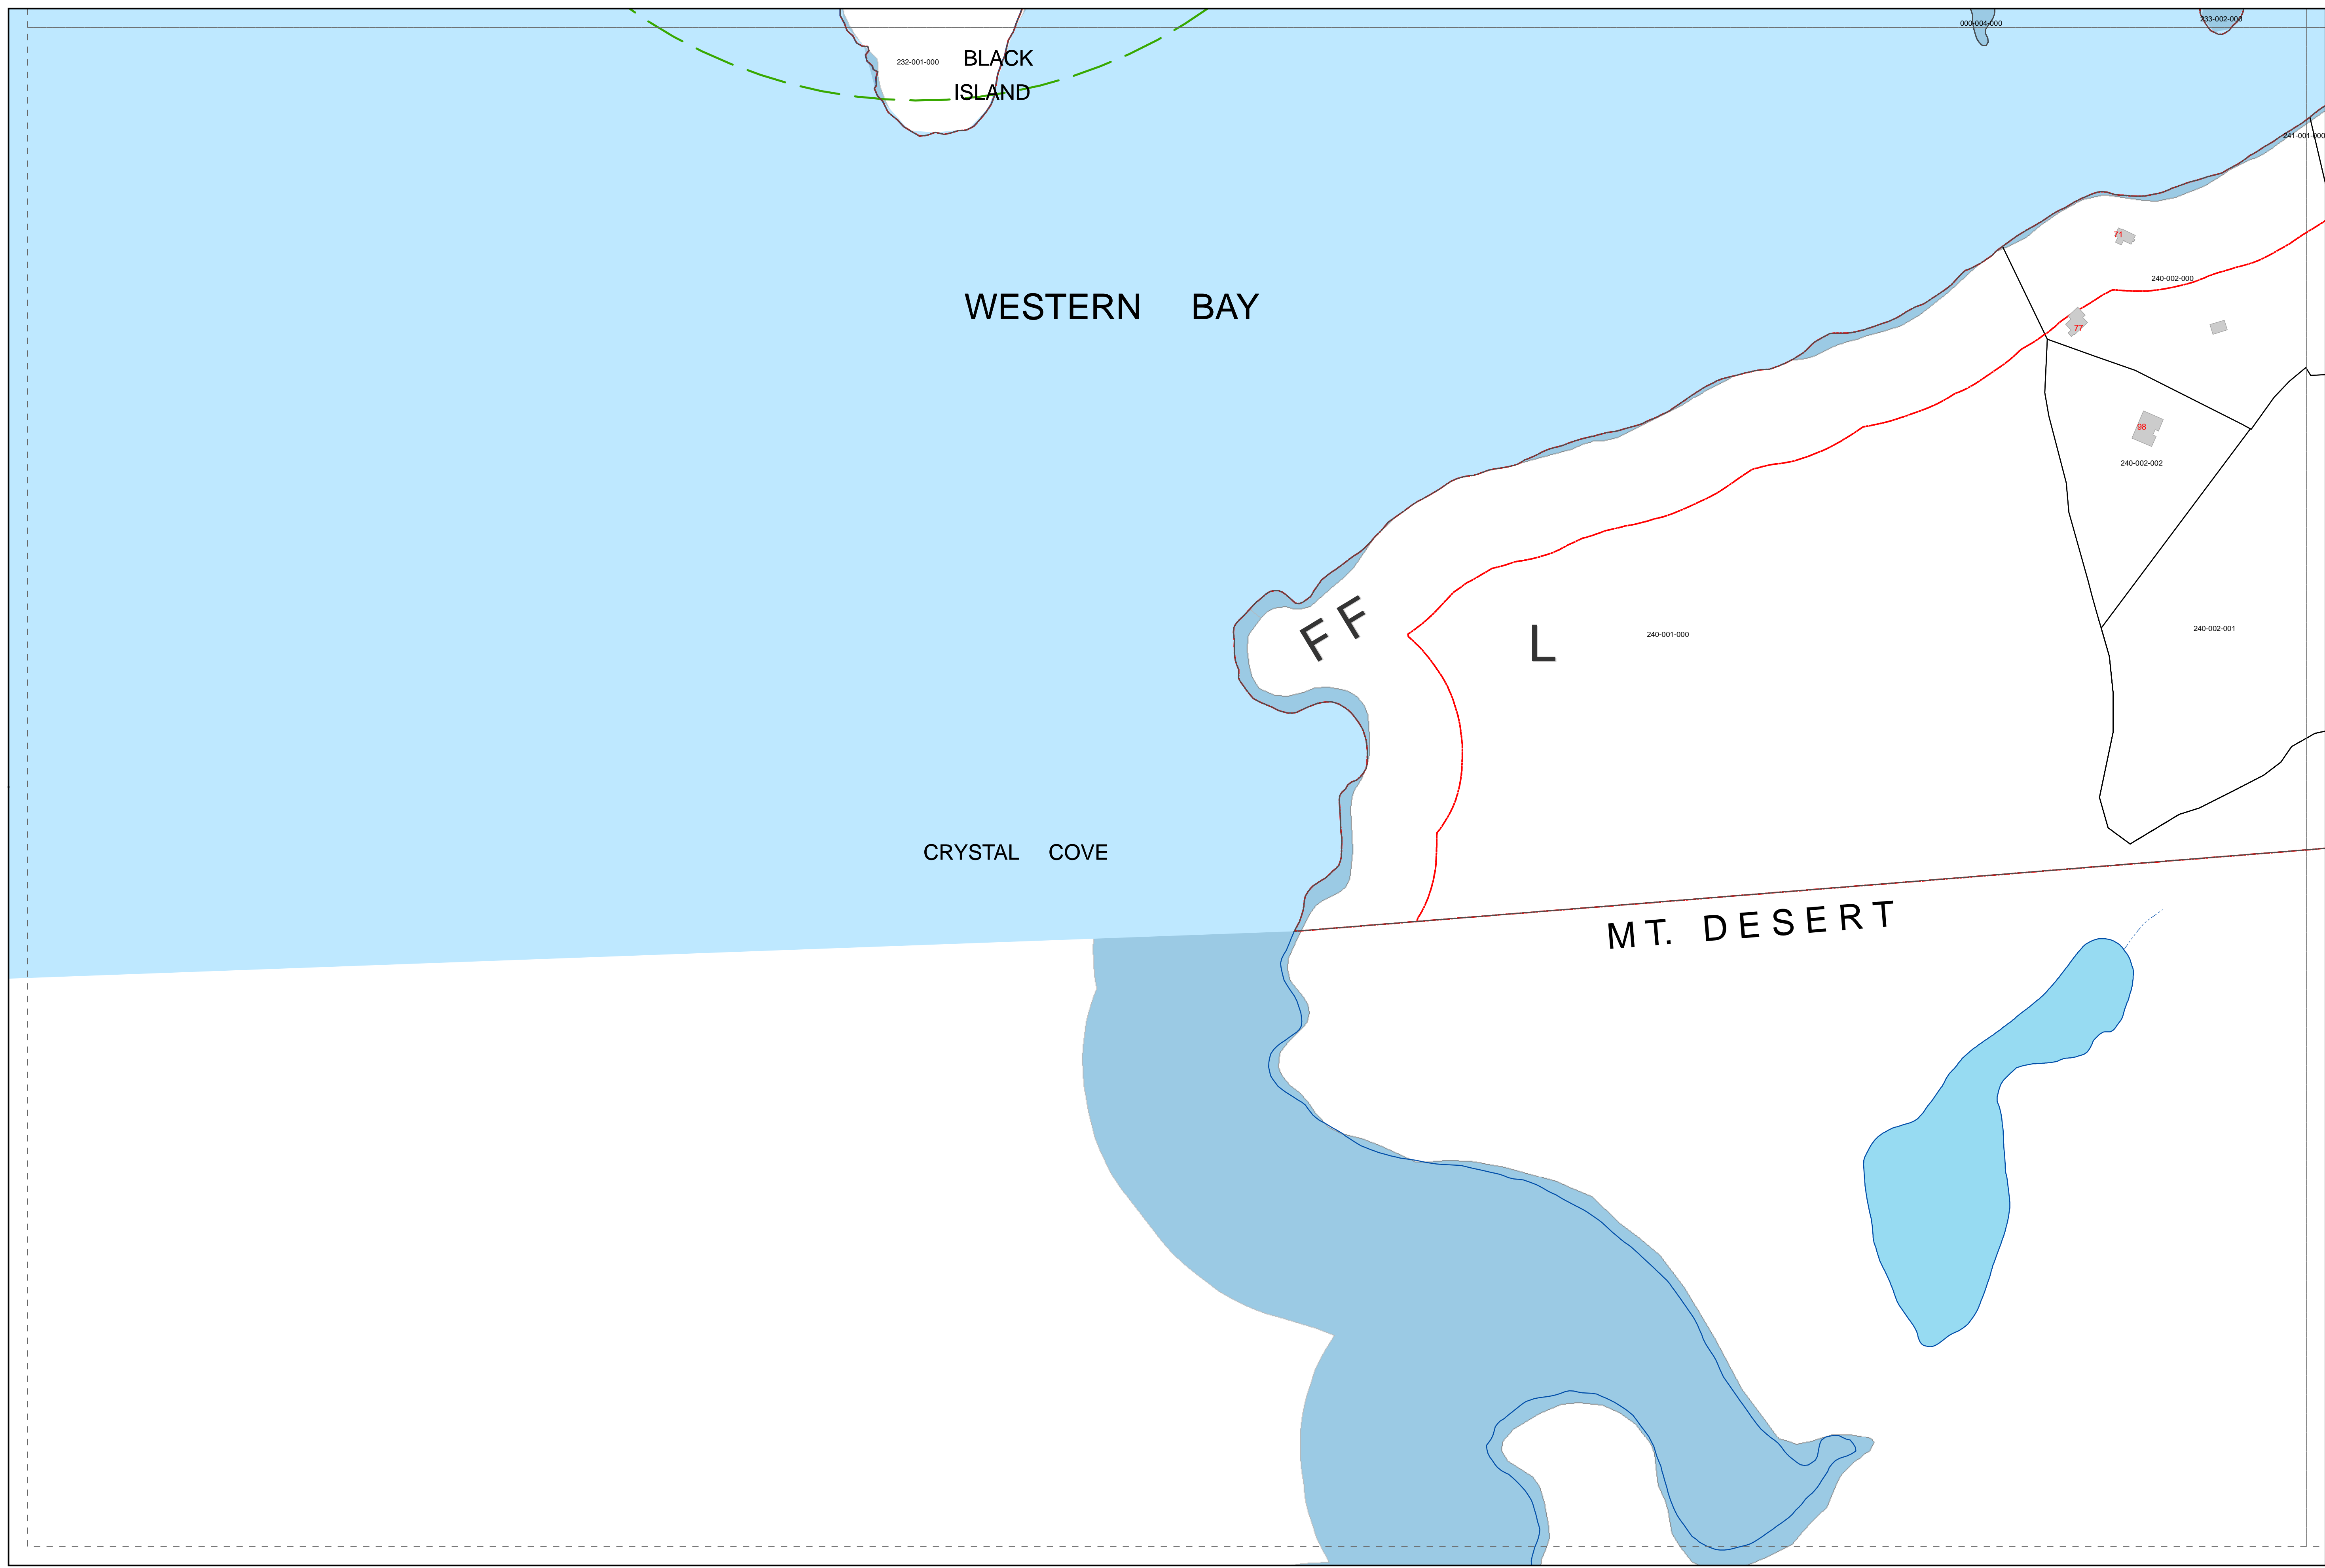 000-004-000
233-002-000
232-001-000
BLACK
ISLAND
241-001-000
71
240-002-000
WESTERN BAY
77
98
240-002-002
F F
L
240-001-000
240-002-001
CRYSTAL COVE
MT. DESERT